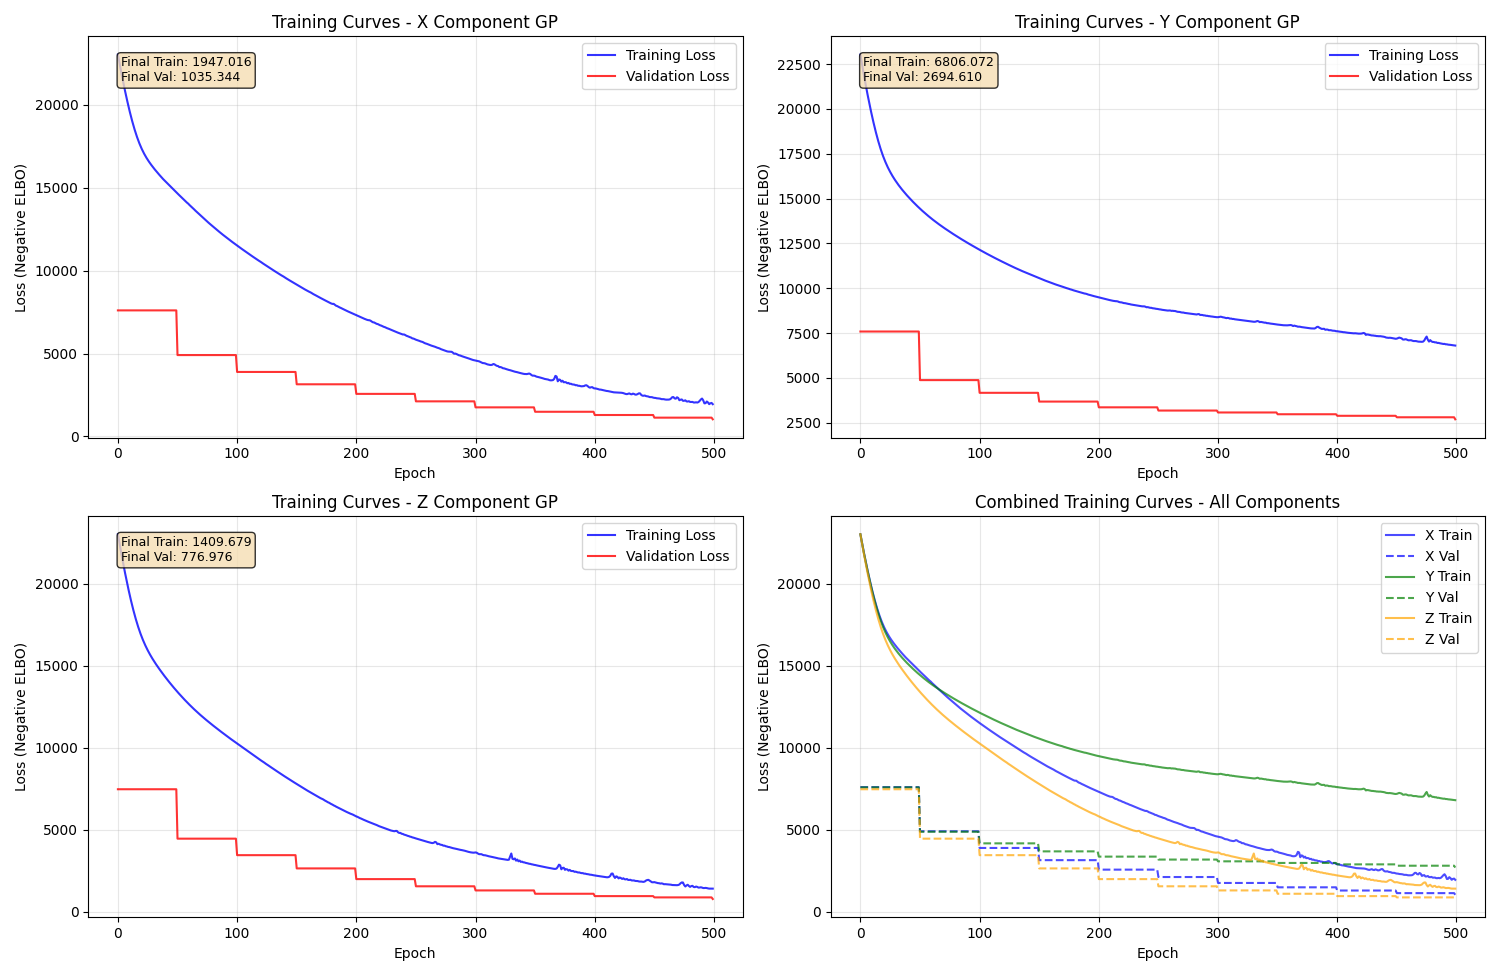 Training Curves - X Component GP
Final Train: 1947.016
Final Val: 1035.344
Training Loss
Validation Loss
Loss (Negative ELBO)
20000
15000
10000
5000
0
0 100 200 300 400 500
Epoch
Training Curves - Y Component GP
Final Train: 6806.072
Final Val: 2694.610
Training Loss
Validation Loss
Loss (Negative ELBO)
22500
20000
17500
15000
12500
10000
7500
5000
2500
0 100 200 300 400 500
Epoch
Training Curves - Z Component GP
Final Train: 1409.679
Final Val: 776.976
Training Loss
Validation Loss
Loss (Negative ELBO)
20000
15000
10000
5000
0
0 100 200 300 400 500
Epoch
Combined Training Curves - All Components
X Train
X Val
Y Train
Y Val
Z Train
Z Val
Loss (Negative ELBO)
20000
15000
10000
5000
0
0 100 200 300 400 500
Epoch